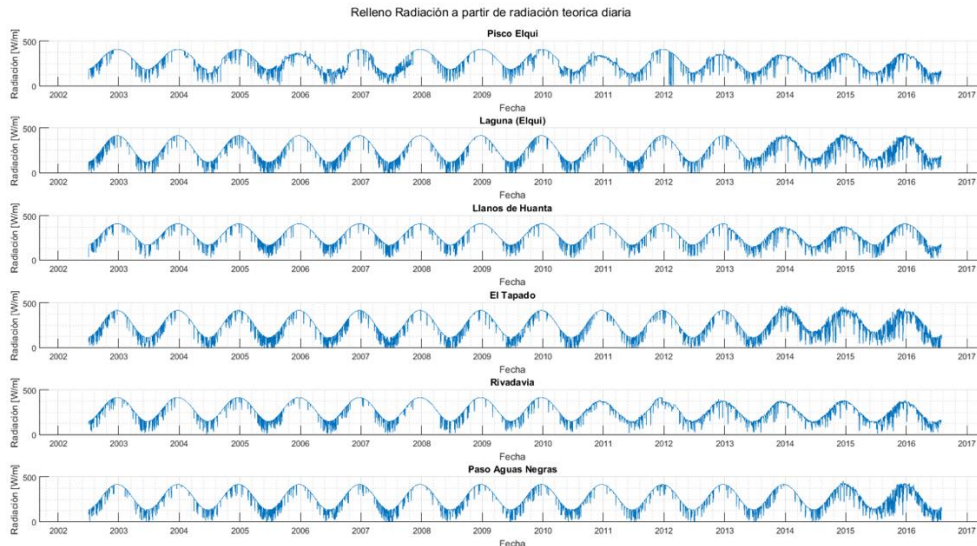 Relleno Radiación a partir de radiación teorica diaria
Pisco Elqui
Radiación [W/m]
500
0
2002 2003 2004 2005 2006 2007 2008 2009 2010 2011 2012 2013 2014 2015 2016 2017
Fecha
Laguna (Elqui)
Radiación [W/m]
500
0
2002 2003 2004 2005 2006 2007 2008 2009 2010 2011 2012 2013 2014 2015 2016 2017
Fecha
Llanos de Huanta
Radiación [W/m]
500
0
2002 2003 2004 2005 2006 2007 2008 2009 2010 2011 2012 2013 2014 2015 2016 2017
Fecha
El Tapado
Radiación [W/m]
500
0
2002 2003 2004 2005 2006 2007 2008 2009 2010 2011 2012 2013 2014 2015 2016 2017
Fecha
Rivadavia
Radiación [W/m]
500
0
2002 2003 2004 2005 2006 2007 2008 2009 2010 2011 2012 2013 2014 2015 2016 2017
Fecha
Paso Aguas Negras
Radiación [W/m]
500
0
2002 2003 2004 2005 2006 2007 2008 2009 2010 2011 2012 2013 2014 2015 2016 2017
Fecha